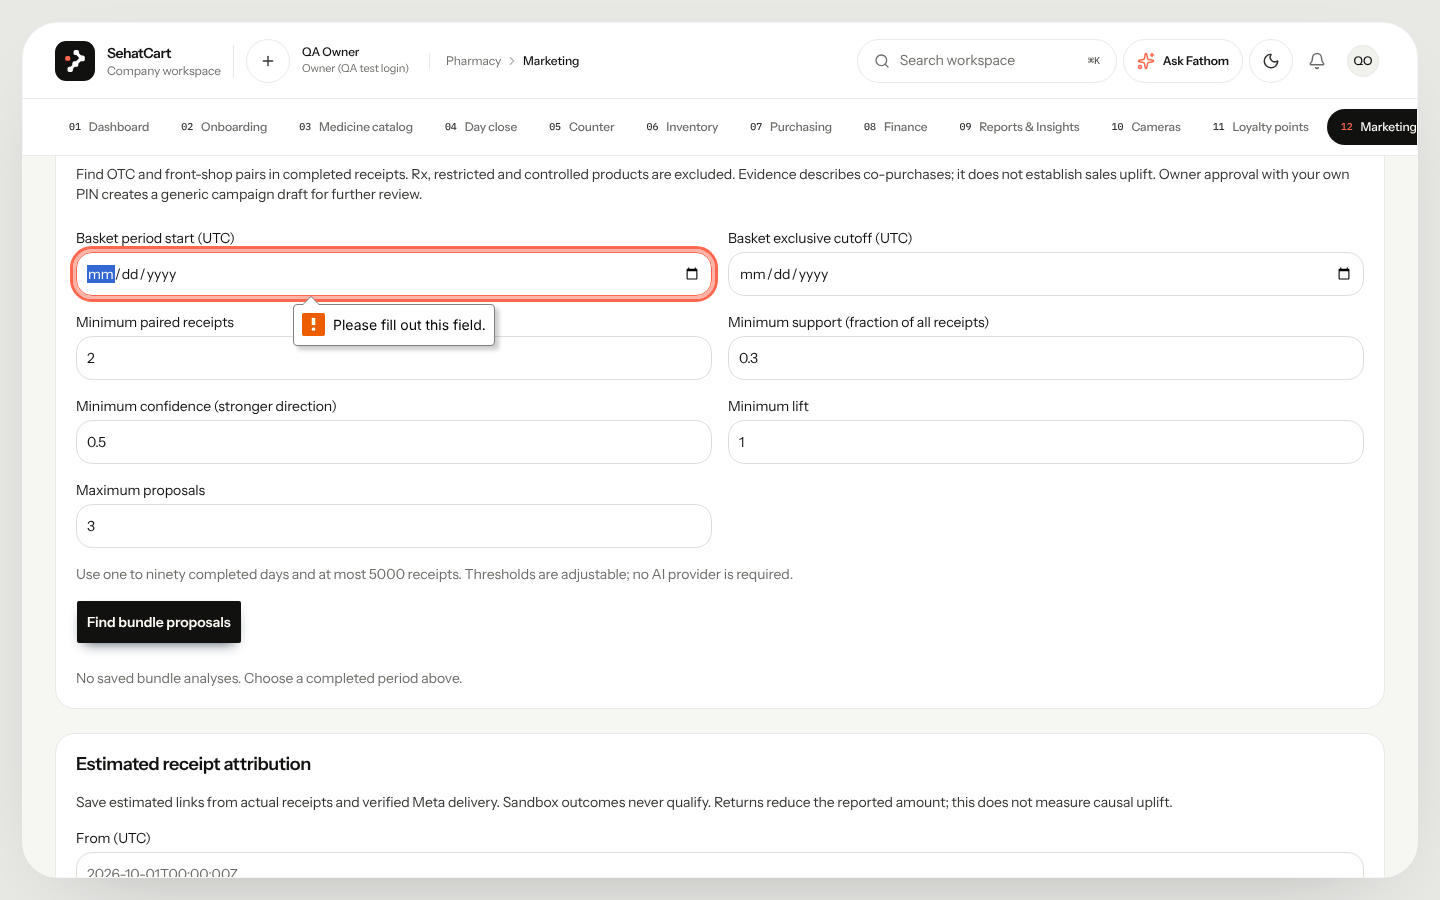 SehatCart
Company workspace
QA Owner
Owner (QA test login)
Pharmacy > Marketing
Search workspace ⌘K
Ask Fathom
QO
01 Dashboard 02 Onboarding 03 Medicine catalog 04 Day close 05 Counter 06 Inventory 07 Purchasing 08 Finance 09 Reports & Insights 10 Cameras 11 Loyalty points 12 Marketing
Find OTC and front-shop pairs in completed receipts. Rx, restricted and controlled products are excluded. Evidence describes co-purchases; it does not establish sales uplift. Owner approval with your own
PIN creates a generic campaign draft for further review.
Basket period start (UTC)
mm/dd/yyyy
Basket exclusive cutoff (UTC)
mm/dd/yyyy
Please fill out this field.
Minimum paired receipts
2
Minimum support (fraction of all receipts)
0.3
Minimum confidence (stronger direction)
0.5
Minimum lift
1
Maximum proposals
3
Use one to ninety completed days and at most 5000 receipts. Thresholds are adjustable; no AI provider is required.
Find bundle proposals
No saved bundle analyses. Choose a completed period above.
Estimated receipt attribution
Save estimated links from actual receipts and verified Meta delivery. Sandbox outcomes never qualify. Returns reduce the reported amount; this does not measure causal uplift.
From (UTC)
2026-10-01T00:00:00Z